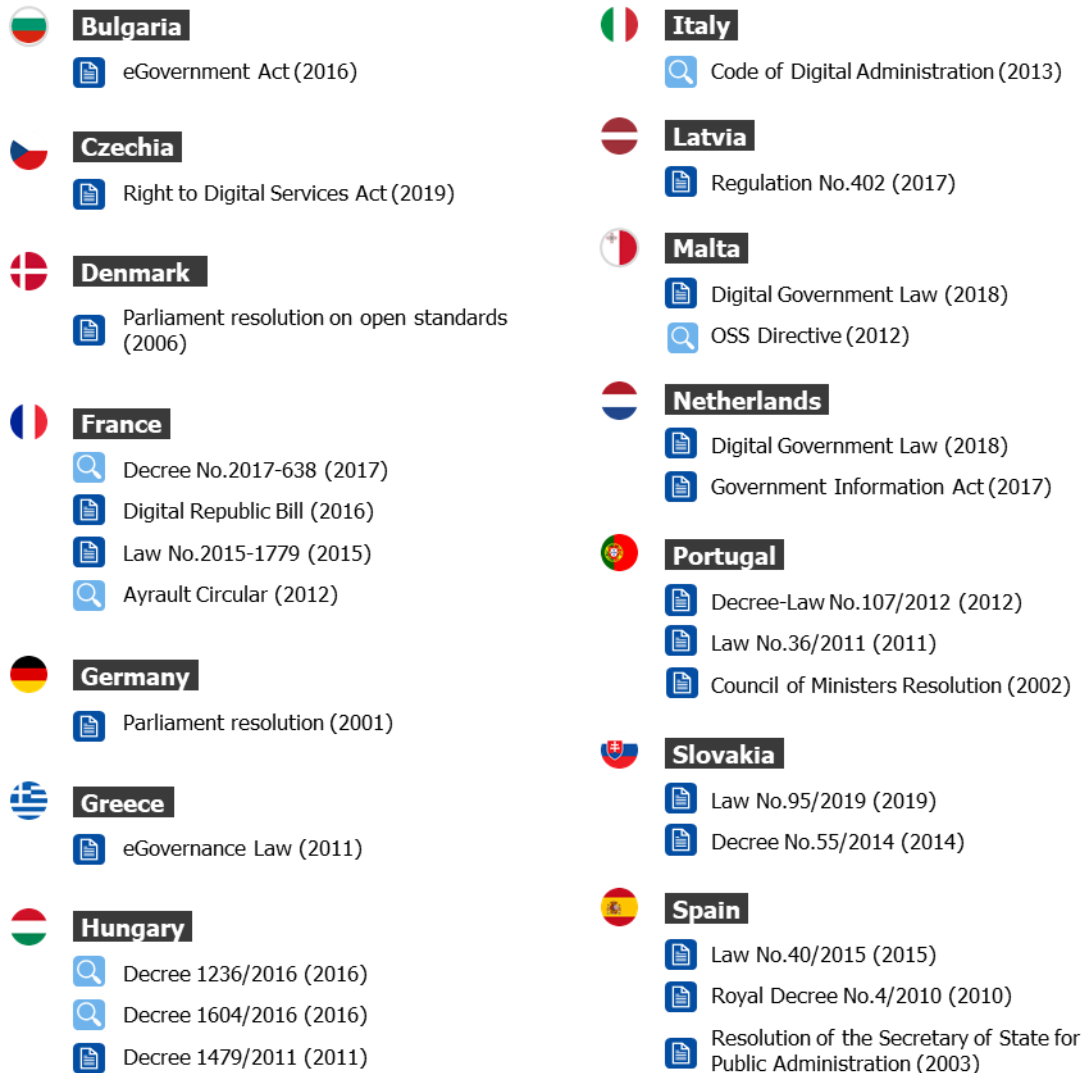 Bulgaria
eGovernment Act (2016)
Czechia
Right to Digital Services Act (2019)
Denmark
Parliament resolution on open standards
(2006)
France
Decree No.2017-638 (2017)
Digital Republic Bill (2016)
Law No.2015-1779 (2015)
Ayrault Circular (2012)
Germany
Parliament resolution (2001)
Greece
eGovernance Law (2011)
Hungary
Decree 1236/2016 (2016)
Decree 1604/2016 (2016)
Decree 1479/2011 (2011)
Italy
Code of Digital Administration (2013)
Latvia
Regulation No.402 (2017)
Malta
Digital Government Law (2018)
OSS Directive (2012)
Netherlands
Digital Government Law (2018)
Government Information Act (2017)
Portugal
Decree-Law No.107/2012 (2012)
Law No.36/2011 (2011)
Council of Ministers Resolution (2002)
Slovakia
Law No.95/2019 (2019)
Decree No.55/2014 (2014)
Spain
Law No.40/2015 (2015)
Royal Decree No.4/2010 (2010)
Resolution of the Secretary of State for
Public Administration (2003)